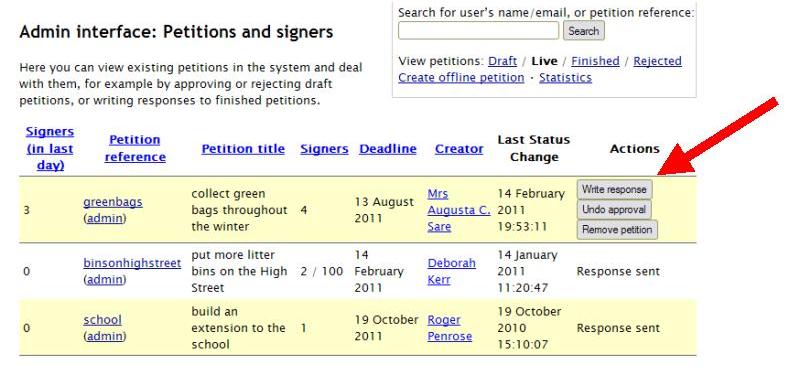 Search for user's name/email, or petition reference:
Search
Admin interface: Petitions and signers
Here you can view existing petitions in the system and deal
with them, for example by approving or rejecting draft
petitions, or writing responses to finished petitions.
View petitions: Draft / Live / Finished / Rejected
Create offline petition · Statistics
Signers (in last day) Petition reference Petition title Signers Deadline Creator Last Status Change Actions
3 greenbags (admin) collect green bags throughout the winter 4 13 August 2011 Mrs Augusta C. Sare 14 February 2011 19:53:11 Write response
Undo approval
Remove petition
0 binsonhighstreet (admin) put more litter bins on the High Street 2 / 100 14 February 2011 Deborah Kerr 14 January 2011 11:20:47 Response sent
0 school (admin) build an extension to the school 1 19 October 2011 Roger Penrose 19 October 2010 15:10:07 Response sent